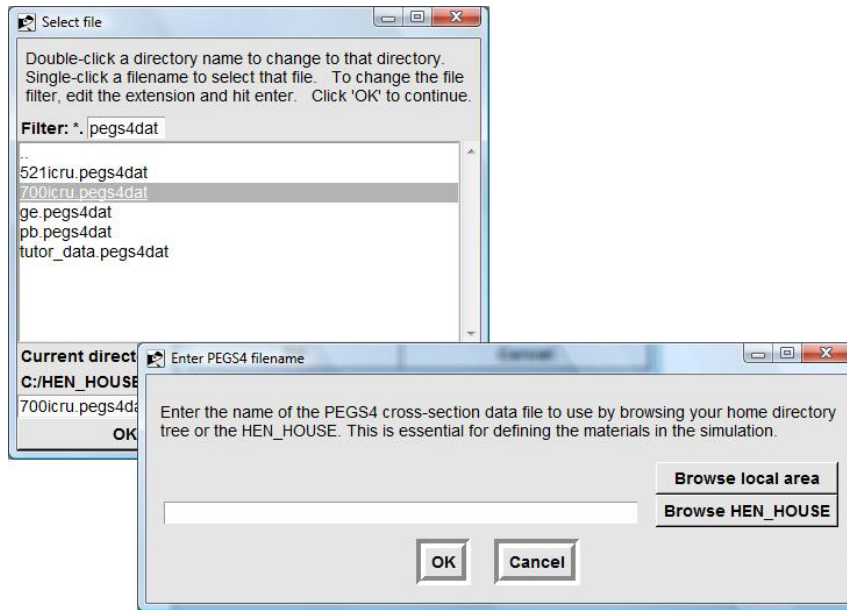 Select file
Double-click a directory name to change to that directory.
Single-click a filename to select that file. To change the file
filter, edit the extension and hit enter. Click 'OK' to continue.
Filter: *. pegs4dat
..
521icru.pegs4dat
700icru.pegs4dat
ge.pegs4dat
pb.pegs4dat
tutor_data.pegs4dat
Current direct
C:/HEN_HOUSE
700icru.pegs4da
OK
Cancel
Enter PEGS4 filename
Enter the name of the PEGS4 cross-section data file to use by browsing your home directory
tree or the HEN_HOUSE. This is essential for defining the materials in the simulation.
Browse local area
Browse HEN_HOUSE
OK
Cancel